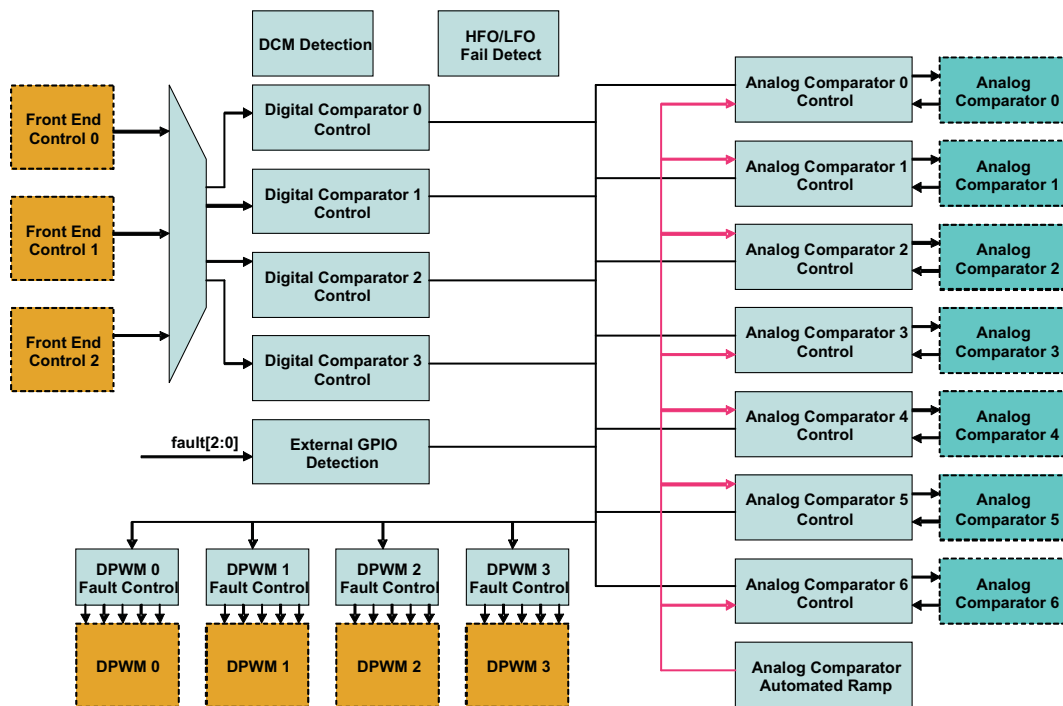 DCM Detection
HFO/LFO
Fail Detect
Front End
Control 0
Front End
Control 1
Front End
Control 2
Digital Comparator 0
Control
Digital Comparator 1
Control
Digital Comparator 2
Control
Digital Comparator 3
Control
fault[2:0]
External GPIO
Detection
Analog Comparator 0
Control
Analog
Comparator 0
Analog Comparator 1
Control
Analog
Comparator 1
Analog Comparator 2
Control
Analog
Comparator 2
Analog Comparator 3
Control
Analog
Comparator 3
Analog Comparator 4
Control
Analog
Comparator 4
Analog Comparator 5
Control
Analog
Comparator 5
Analog Comparator 6
Control
Analog
Comparator 6
Analog Comparator
Automated Ramp
DPWM 0
Fault Control
DPWM 1
Fault Control
DPWM 2
Fault Control
DPWM 3
Fault Control
DPWM 0
DPWM 1
DPWM 2
DPWM 3